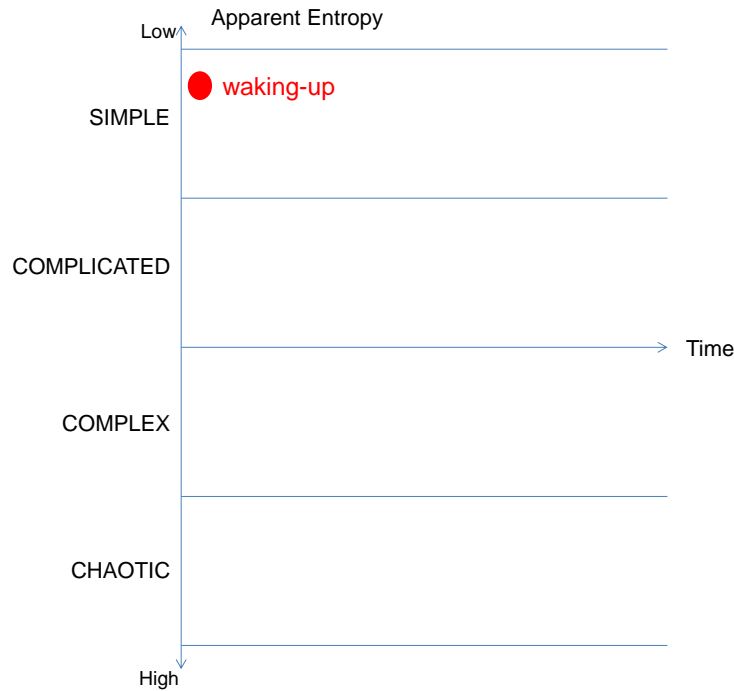 Apparent Entropy
Low
waking-up
SIMPLE
COMPLICATED
Time
COMPLEX
CHAOTIC
High